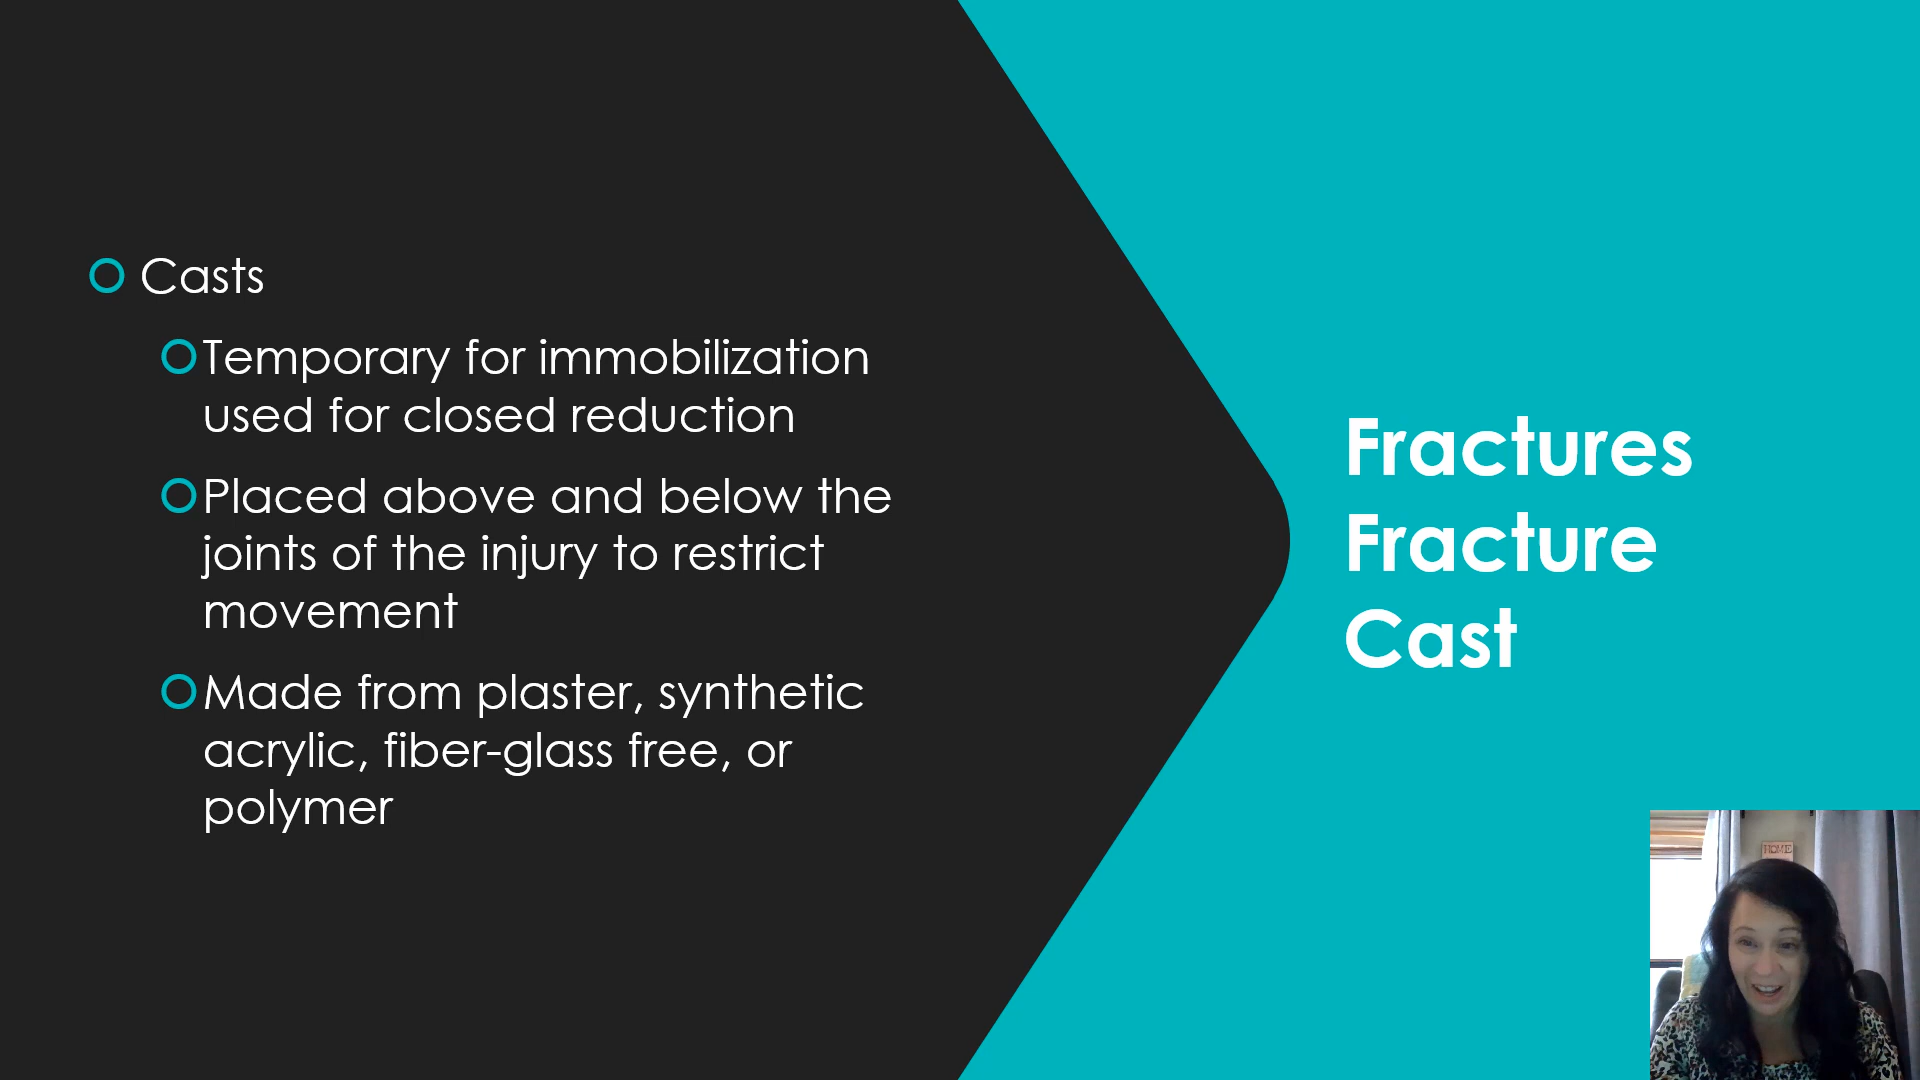 Casts
Temporary for immobilization
used for closed reduction
Placed above and below the
joints of the injury to restrict
movement
Made from plaster, synthetic
acrylic, fiber-glass free, or
polymer
Fractures
Fracture
Cast
HOME